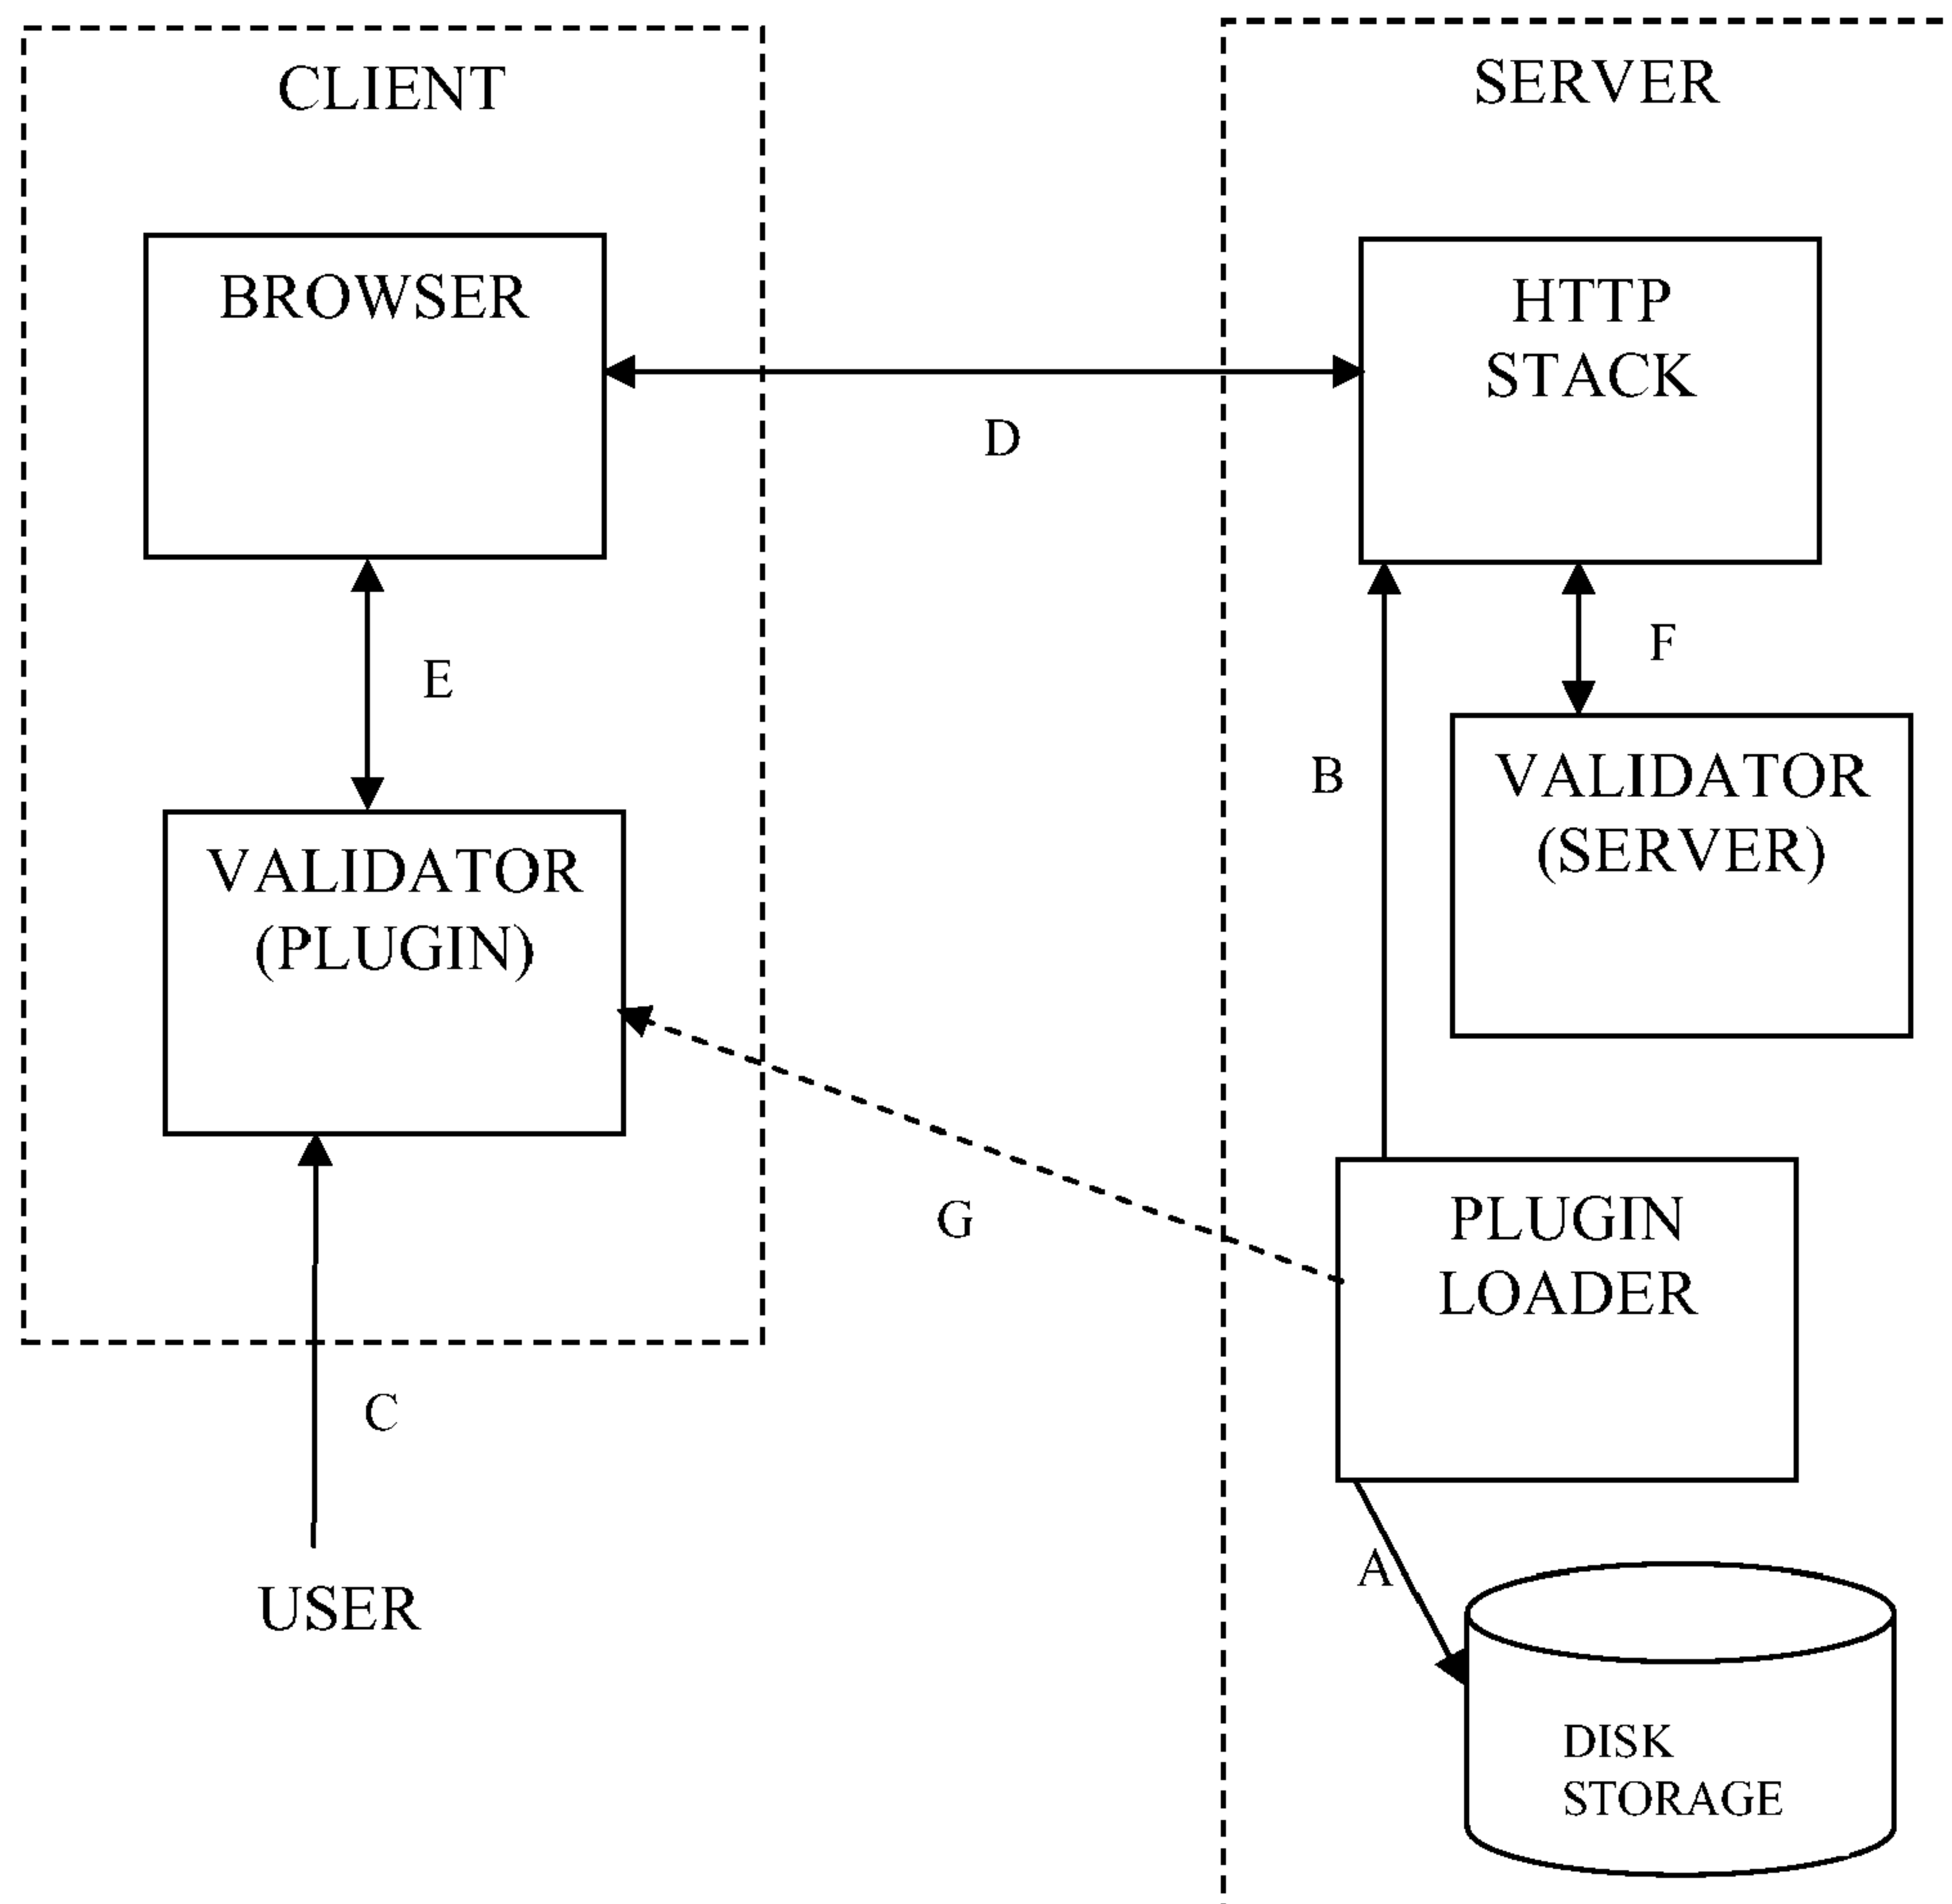 CLIENT
SERVER
BROWSER
HTTP
STACK
D
E
F
B
VALIDATOR
(SERVER)
VALIDATOR
(PLUGIN)
G
PLUGIN
LOADER
C
A
USER
DISK
STORAGE